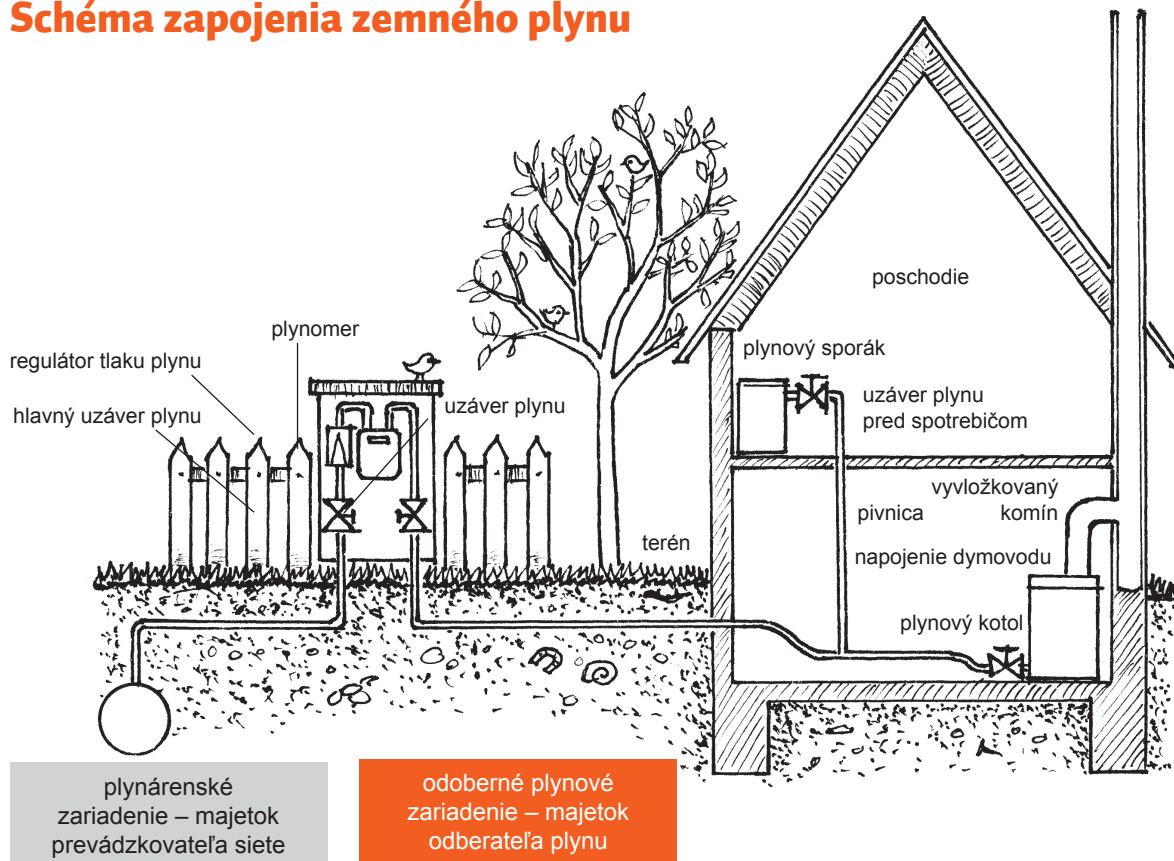 Schéma zapojenia zemného plynu
poschodie
plynomer
regulátor tlaku plynu
hlavný uzáver plynu
uzáver plynu
plynový sporák
uzáver plynu
pred spotrebičom
vyvložkovaný
komín
pivnica
terén
napojenie dymovodu
plynový kotol
plynárenské
zariadenie – majetok
prevádzkovateľa siete
odoberné plynové
zariadenie – majetok
odberateľa plynu